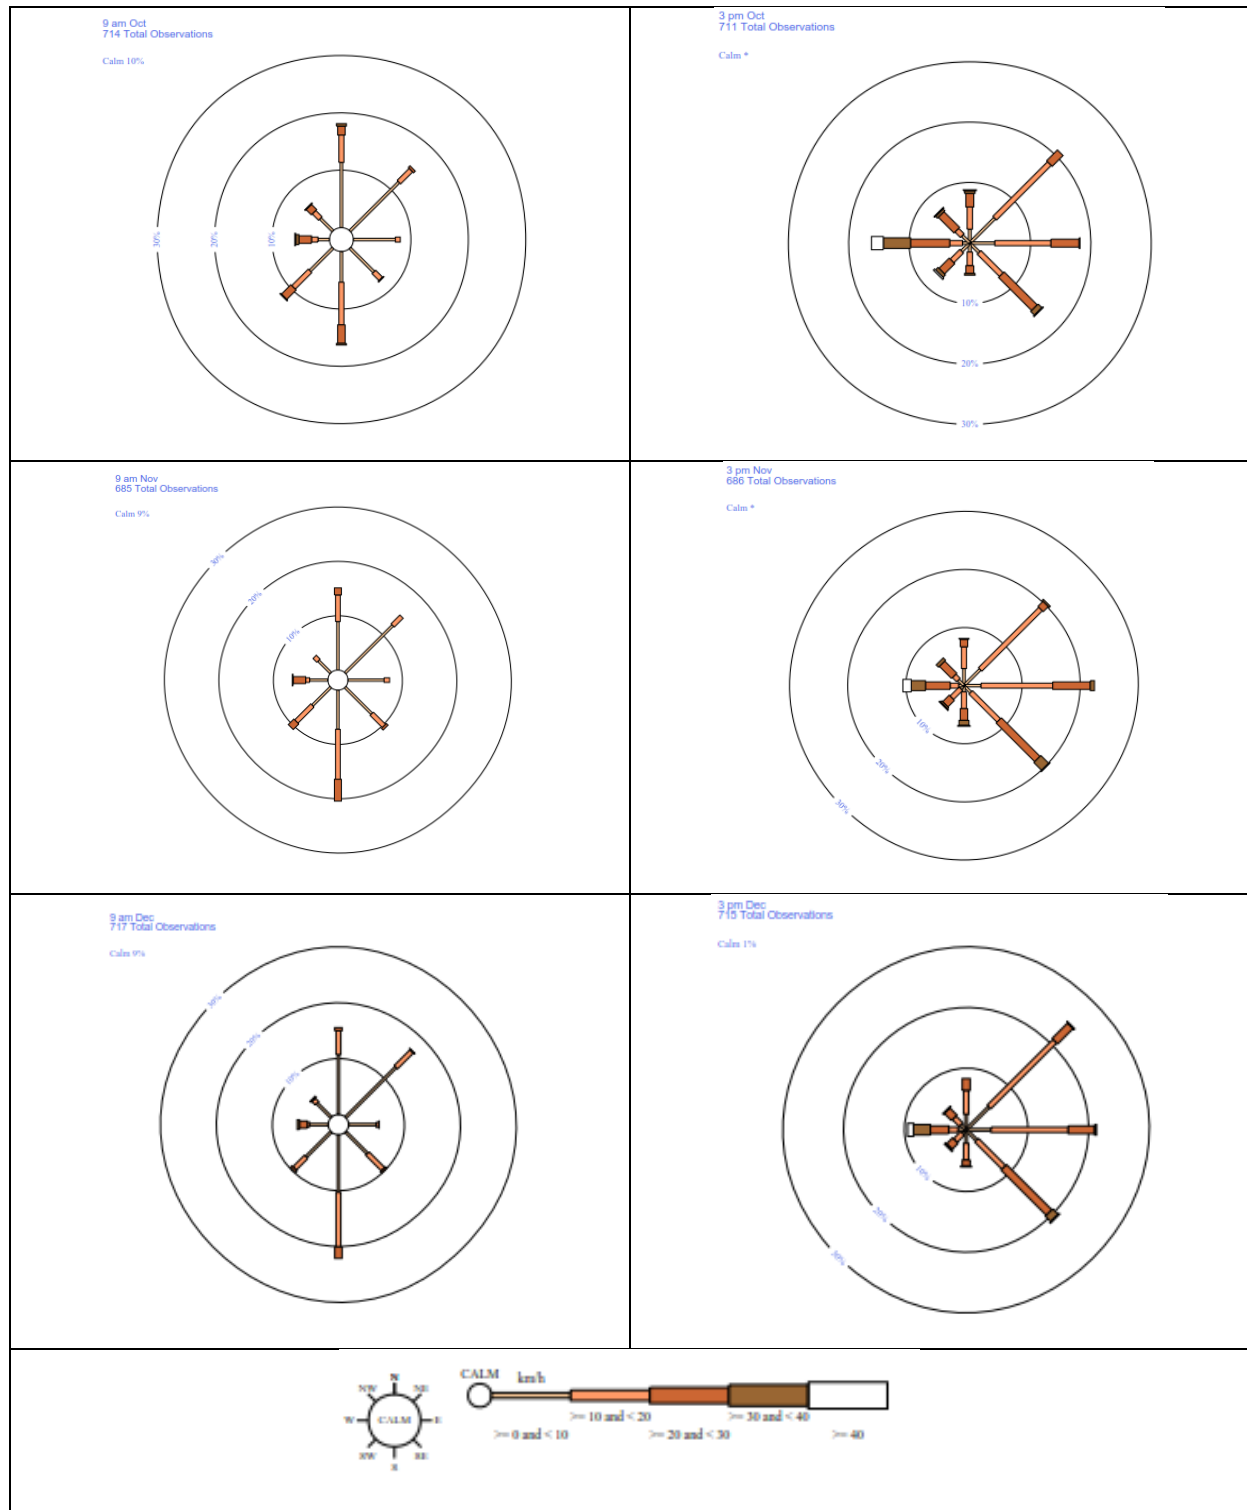 9 am Oct
714 Total Observations
Calm 10%
30%
20%
10%
3 pm Oct
711 Total Observations
Calm *
10%
20%
30%
9 am Nov
685 Total Observations
Calm 9%
30%
20%
10%
3 pm Nov
686 Total Observations
Calm *
10%
20%
30%
9 am Dec
717 Total Observations
Calm 9%
30%
20%
10%
3 pm Dec
715 Total Observations
Calm 1%
10%
20%
30%
N
NW NE
W CALM E
SW SE
S
CALM km/h
>= 10 and < 20 >= 30 and < 40
>= 0 and < 10 >= 20 and < 30 >= 40